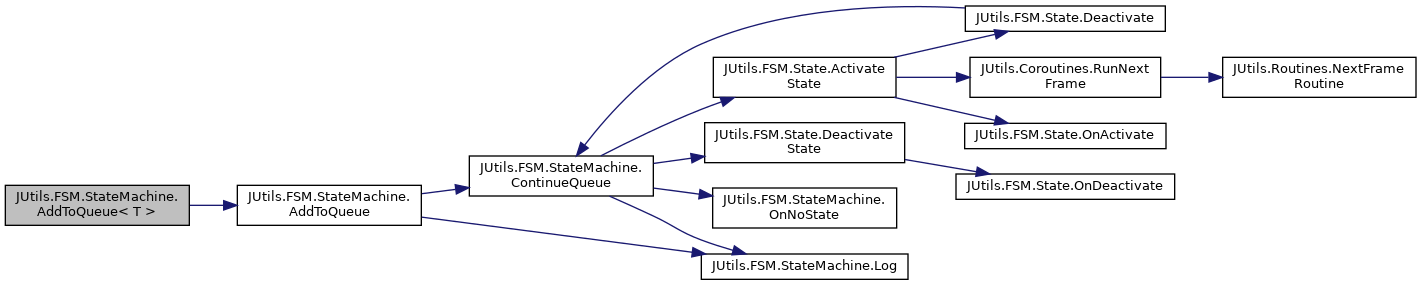 JUtils.FSM.StateMachine.
AddToQueue< T >
JUtils.FSM.StateMachine.
AddToQueue
JUtils.FSM.StateMachine.
ContinueQueue
JUtils.FSM.State.Activate
State
JUtils.FSM.State.Deactivate
JUtils.Coroutines.RunNext
Frame
JUtils.Routines.NextFrame
Routine
JUtils.FSM.State.OnActivate
JUtils.FSM.State.Deactivate
State
JUtils.FSM.State.OnDeactivate
JUtils.FSM.StateMachine.
OnNoState
JUtils.FSM.StateMachine.Log